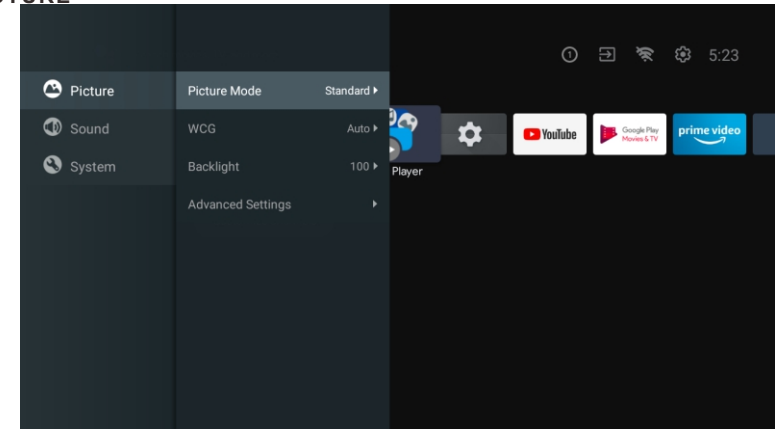 5:23
Picture
Picture Mode
Standard
Sound
WCG
Auto
YouTube
Google Play
Movies & TV
prime video
System
Backlight
100
Player
Advanced Settings